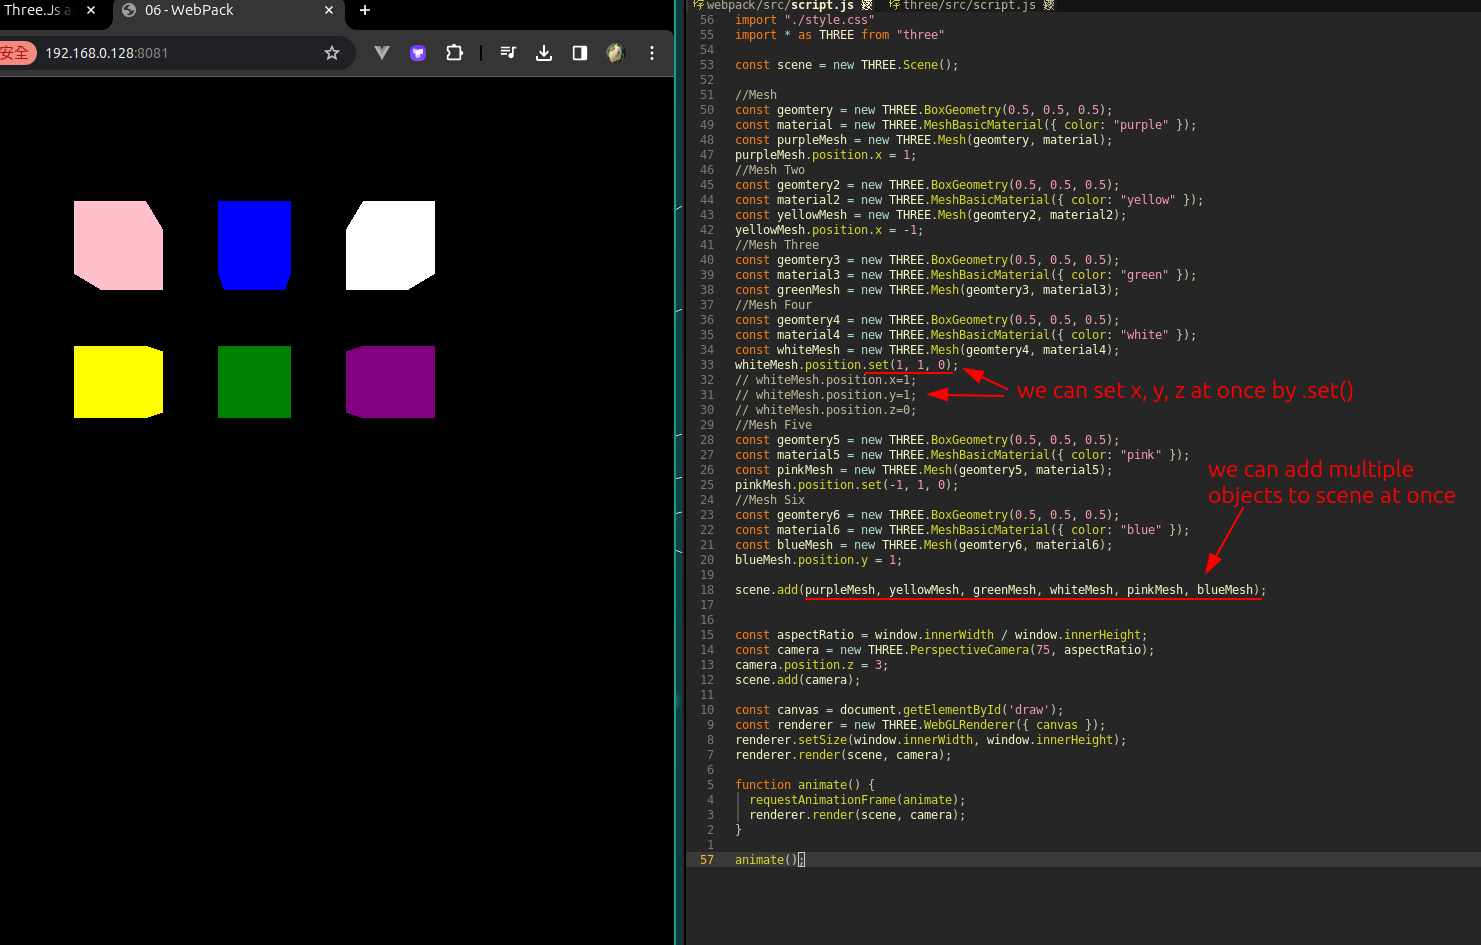 Three.Js a
06 - WebPack
安全
192.168.0.128:8081
webpack/src/script.js
three/src/script.js
56 import "./style.css"
55 import * as THREE from "three"
54
53 const scene = new THREE.Scene();
52
51 //Mesh
50 const geomtery = new THREE.BoxGeometry(0.5, 0.5, 0.5);
49 const material = new THREE.MeshBasicMaterial({ color: "purple" });
48 const purpleMesh = new THREE.Mesh(geomtery, material);
47 purpleMesh.position.x = 1;
46 //Mesh Two
45 const geomtery2 = new THREE.BoxGeometry(0.5, 0.5, 0.5);
44 const material2 = new THREE.MeshBasicMaterial({ color: "yellow" });
43 const yellowMesh = new THREE.Mesh(geomtery2, material2);
42 yellowMesh.position.x = -1;
41 //Mesh Three
40 const geomtery3 = new THREE.BoxGeometry(0.5, 0.5, 0.5);
39 const material3 = new THREE.MeshBasicMaterial({ color: "green" });
38 const greenMesh = new THREE.Mesh(geomtery3, material3);
37 //Mesh Four
36 const geomtery4 = new THREE.BoxGeometry(0.5, 0.5, 0.5);
35 const material4 = new THREE.MeshBasicMaterial({ color: "white" });
34 const whiteMesh = new THREE.Mesh(geomtery4, material4);
33 whiteMesh.position.set(1, 1, 0);
32 // whiteMesh.position.x=1;
31 // whiteMesh.position.y=1;
30 // whiteMesh.position.z=0;
we can set x, y, z at once by .set()
29 //Mesh Five
28 const geomtery5 = new THREE.BoxGeometry(0.5, 0.5, 0.5);
27 const material5 = new THREE.MeshBasicMaterial({ color: "pink" });
26 const pinkMesh = new THREE.Mesh(geomtery5, material5);
25 pinkMesh.position.set(-1, 1, 0);
24 //Mesh Six
23 const geomtery6 = new THREE.BoxGeometry(0.5, 0.5, 0.5);
22 const material6 = new THREE.MeshBasicMaterial({ color: "blue" });
21 const blueMesh = new THREE.Mesh(geomtery6, material6);
20 blueMesh.position.y = 1;
we can add multiple
objects to scene at once
19
18 scene.add(purpleMesh, yellowMesh, greenMesh, whiteMesh, pinkMesh, blueMesh);
17
16
15 const aspectRatio = window.innerWidth / window.innerHeight;
14 const camera = new THREE.PerspectiveCamera(75, aspectRatio);
13 camera.position.z = 3;
12 scene.add(camera);
11
10 const canvas = document.getElementById('draw');
9 const renderer = new THREE.WebGLRenderer({ canvas });
8 renderer.setSize(window.innerWidth, window.innerHeight);
7 renderer.render(scene, camera);
6
5 function animate() {
4 requestAnimationFrame(animate);
3 renderer.render(scene, camera);
2 }
1
57 animate();